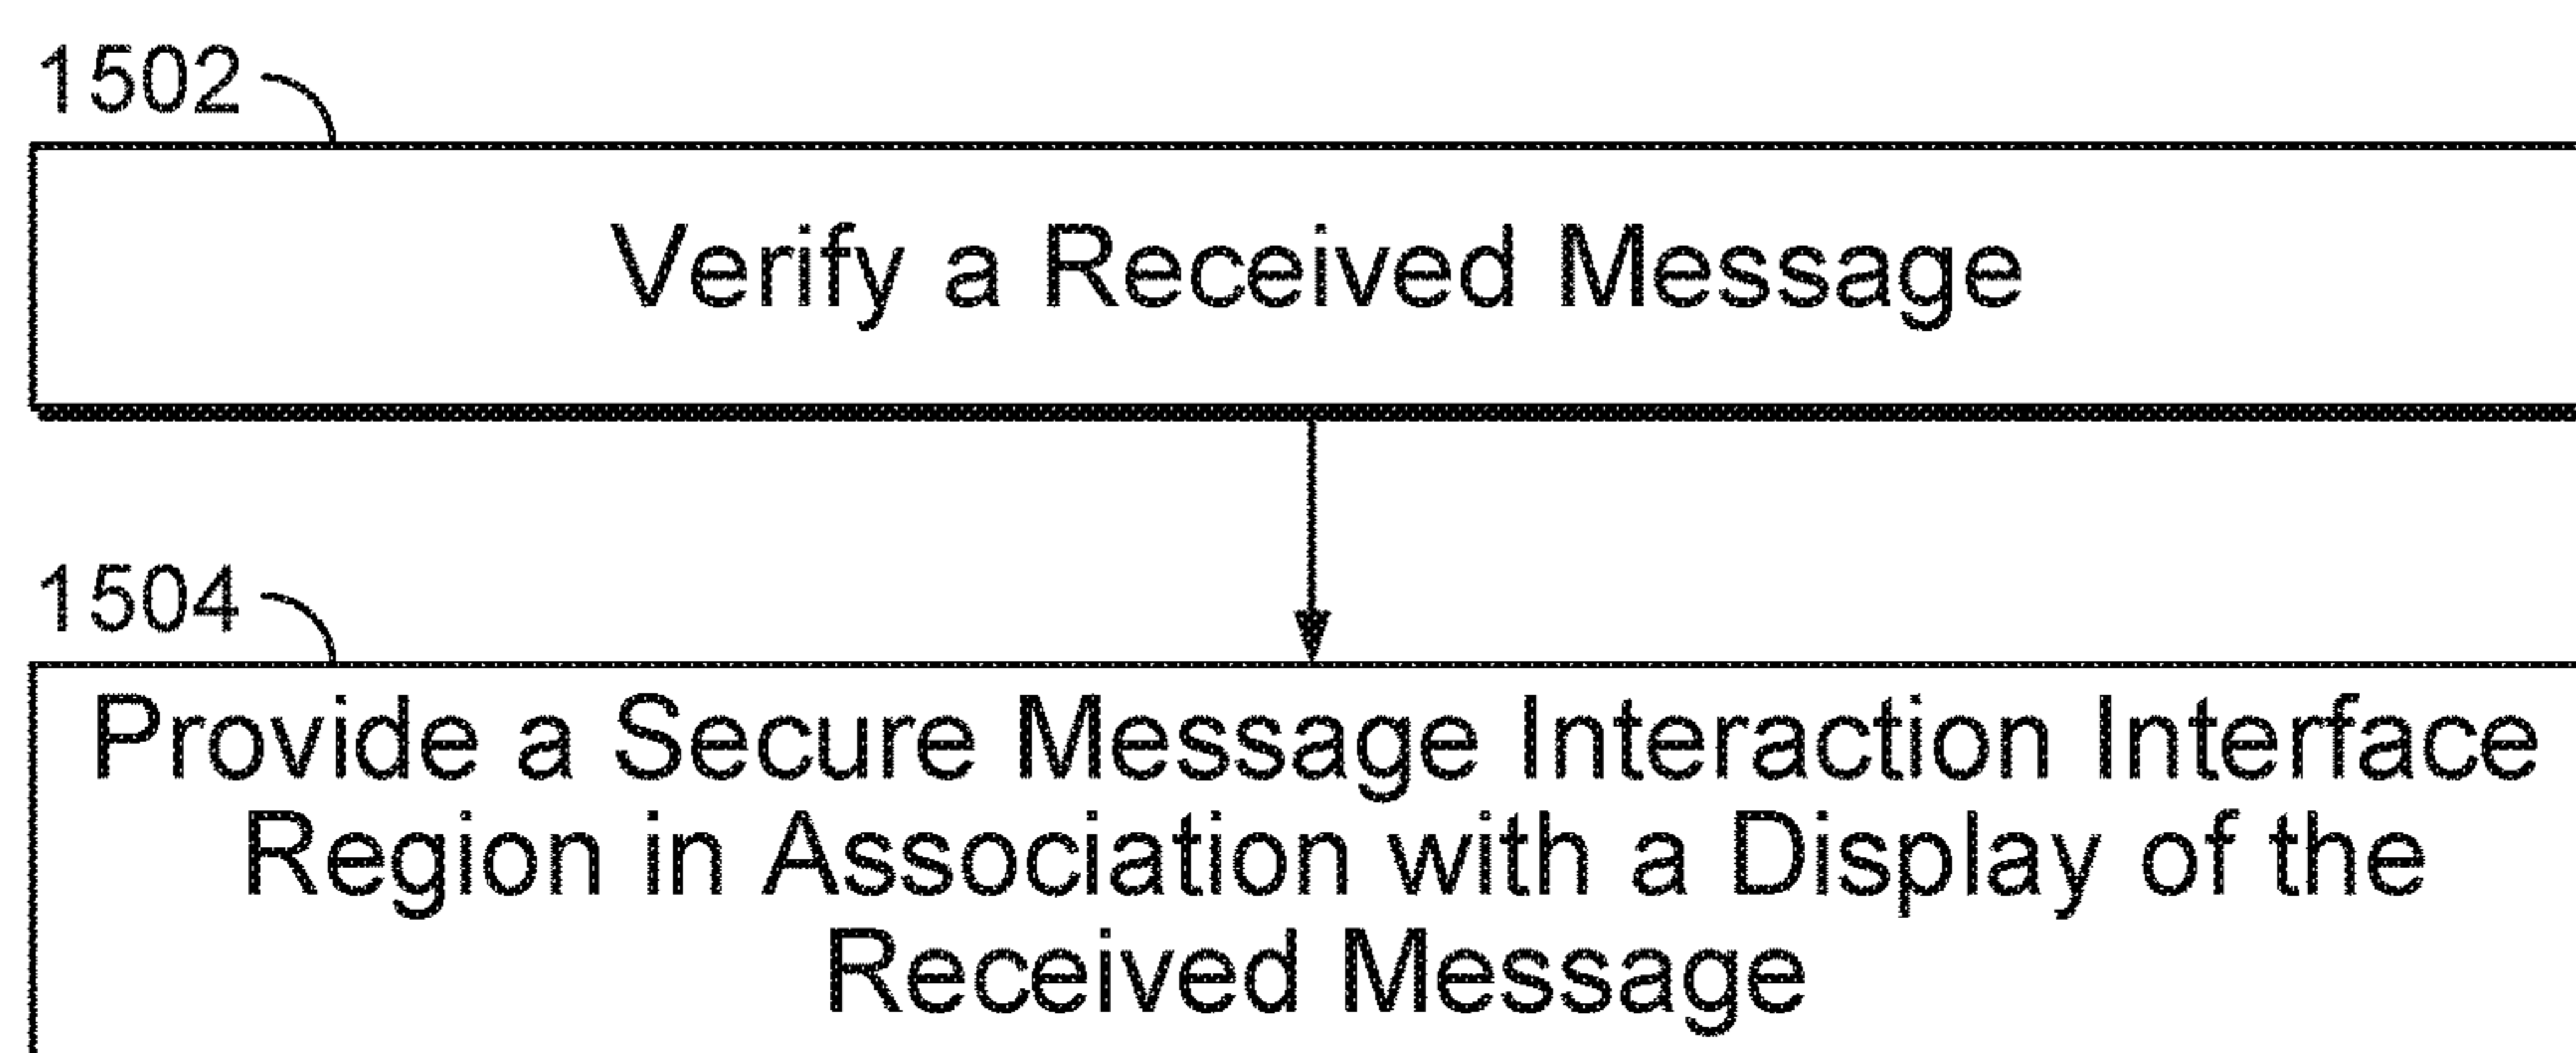 1502
Verify a Received Message
1504
Provide a Secure Message Interaction Interface
Region in Association with a Display of the
Received Message